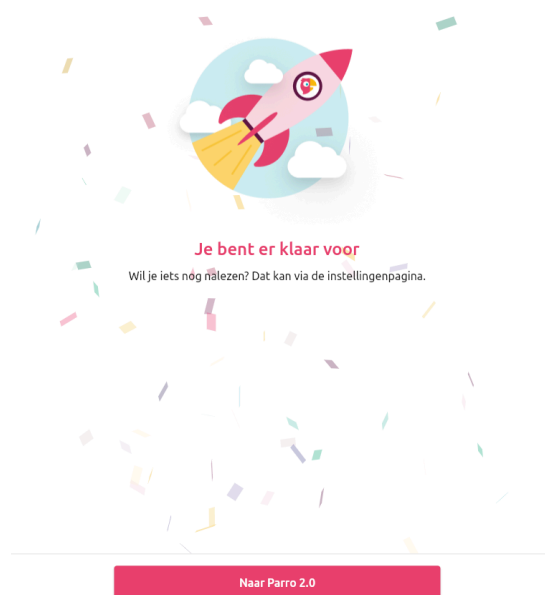 Je bent er klaar voor
Wil je iets nog nalezen? Dat kan via de instellingenpagina.
Naar Parro 2.0